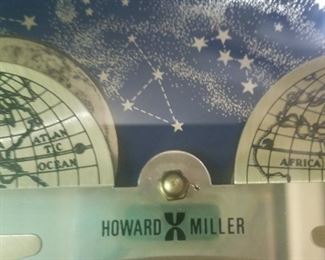 ATLAN
TIC
OCEAN
AFRICA
HOWARD MILLER